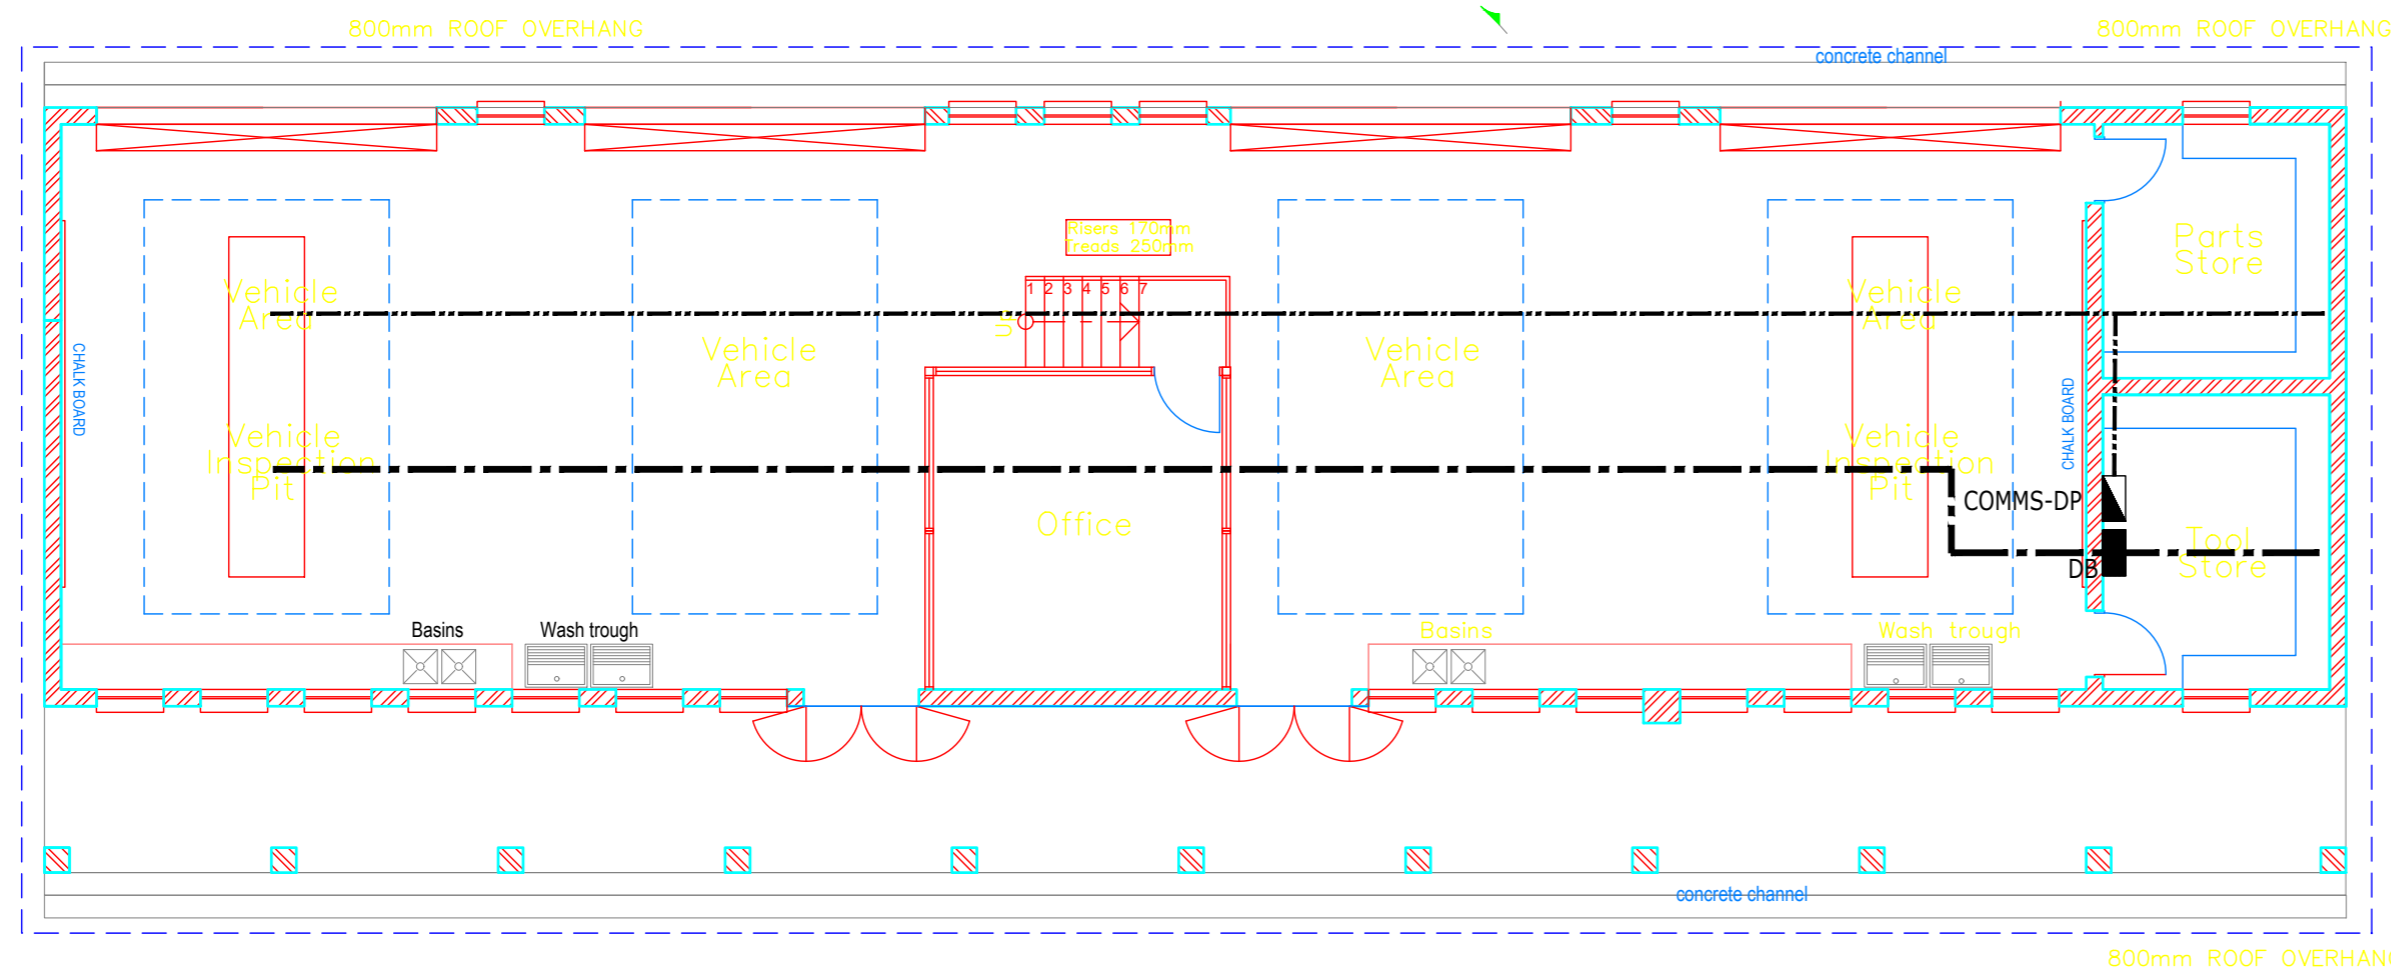 800mm ROOF OVERHANG
800mm ROOF OVERHANG
concrete channel
Risers 170mm
Treads 250mm
Parts
Store
Vehicle
Area
1 2 3 4 5 6 7
UP
Vehicle
Area
Vehicle
Area
Vehicle
Area
CHALK BOARD
CHALK BOARD
Vehicle
Inspection
Pit
Vehicle
Inspection
Pit
COMMS-DP
Office
Tool
Store
DB
Basins
Wash trough
Basins
Wash trough
concrete channel
800mm ROOF OVERHAN